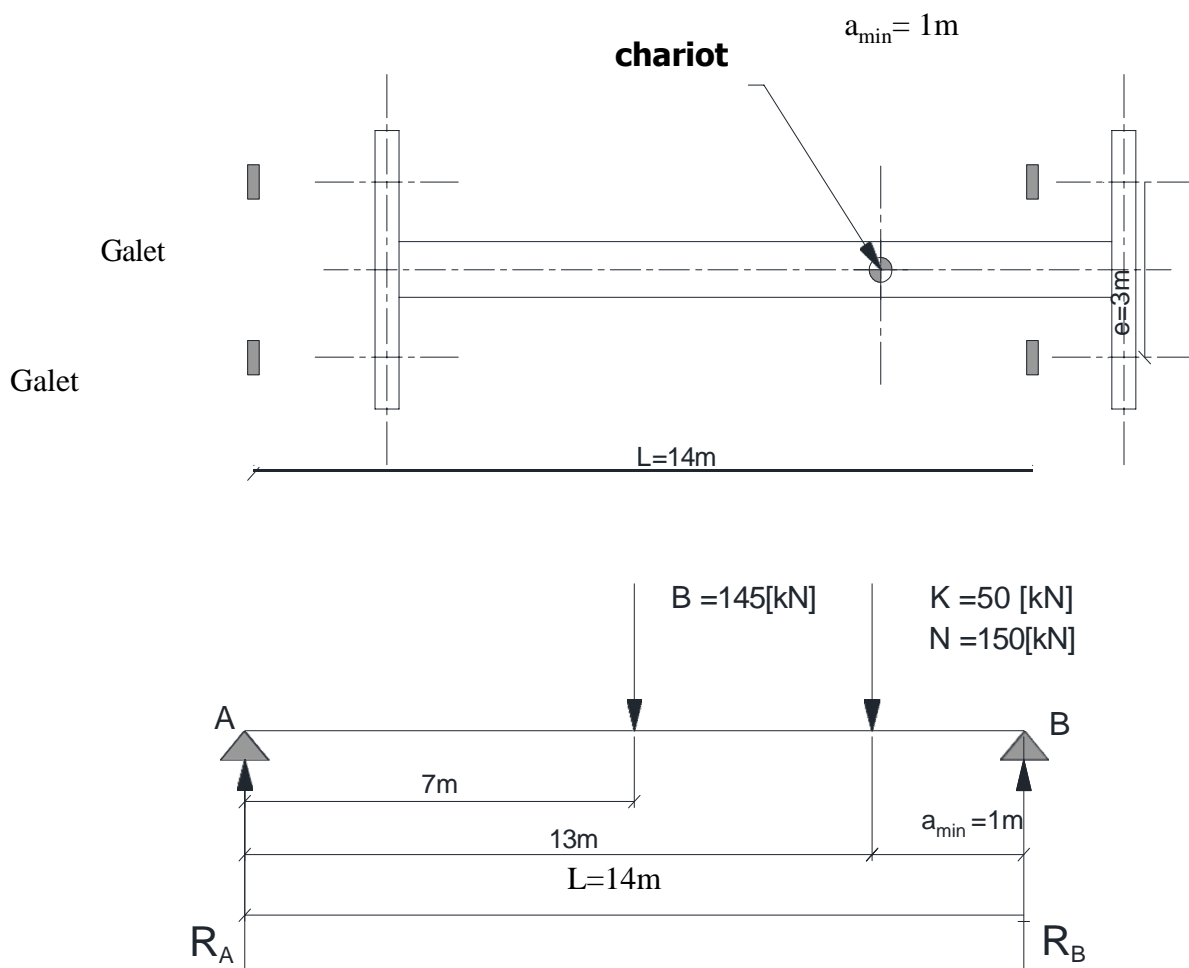 a_min= 1m
chariot
Galet
e=3m
Galet
L=14m
B =145[kN]
K =50 [kN]
N =150[kN]
A
B
7m
a_min =1m
13m
L=14m
R_A
R_B